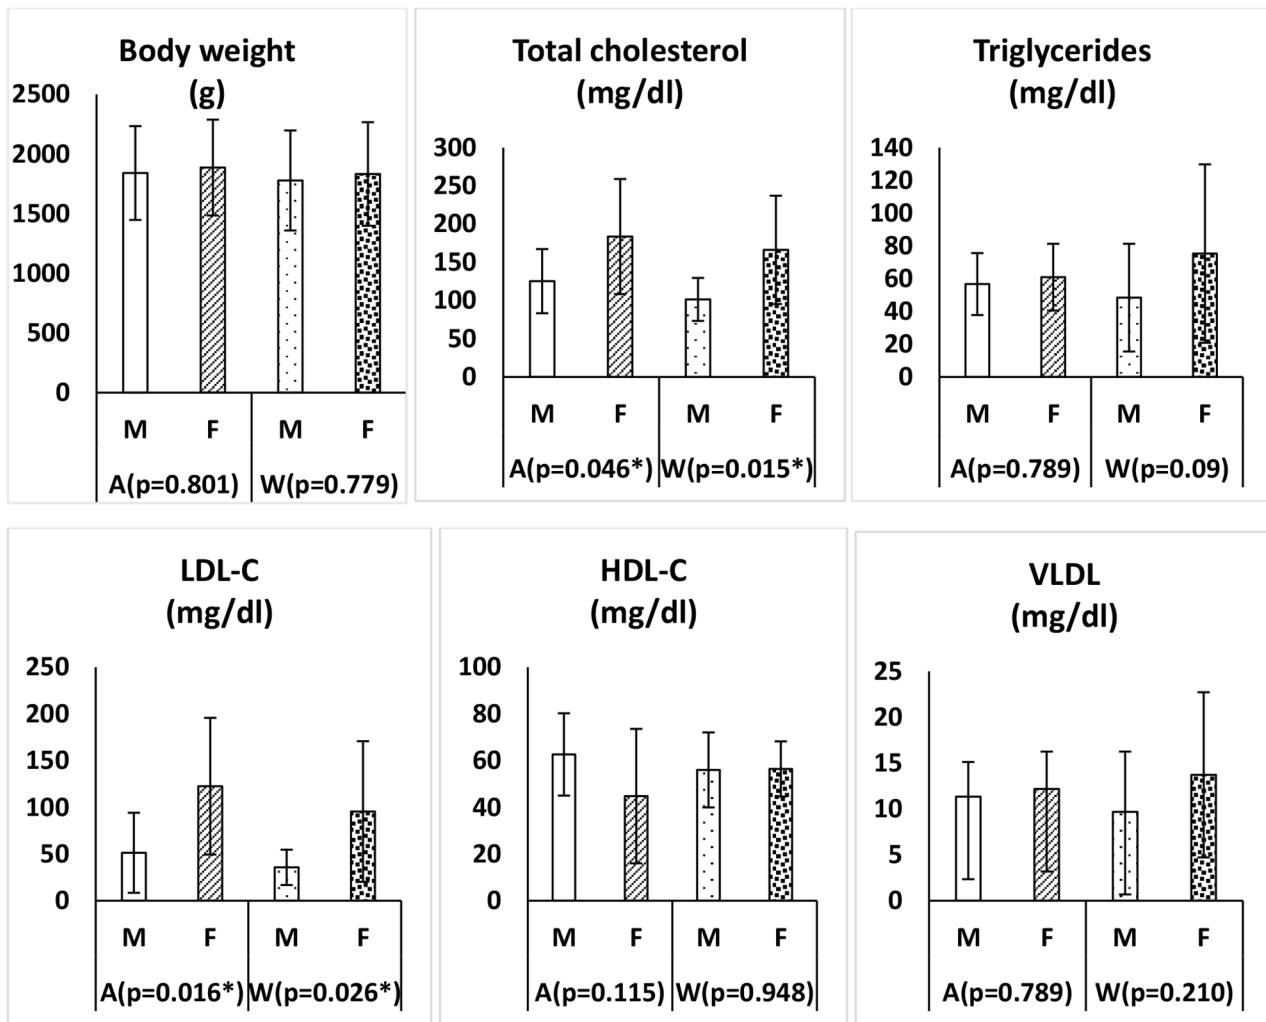 Body weight
(g)
2500
2000
1500
1000
500
0
M F M F
A(p=0.801) W(p=0.779)
Total cholesterol
(mg/dl)
300
250
200
150
100
50
0
M F M F
A(p=0.046*) W(p=0.015*)
Triglycerides
(mg/dl)
140
120
100
80
60
40
20
0
M F M F
A(p=0.789) W(p=0.09)
LDL-C
(mg/dl)
250
200
150
100
50
0
M F M F
A(p=0.016*) W(p=0.026*)
HDL-C
(mg/dl)
100
80
60
40
20
0
M F M F
A(p=0.115) W(p=0.948)
VLDL
(mg/dl)
25
20
15
10
5
0
M F M F
A(p=0.789) W(p=0.210)